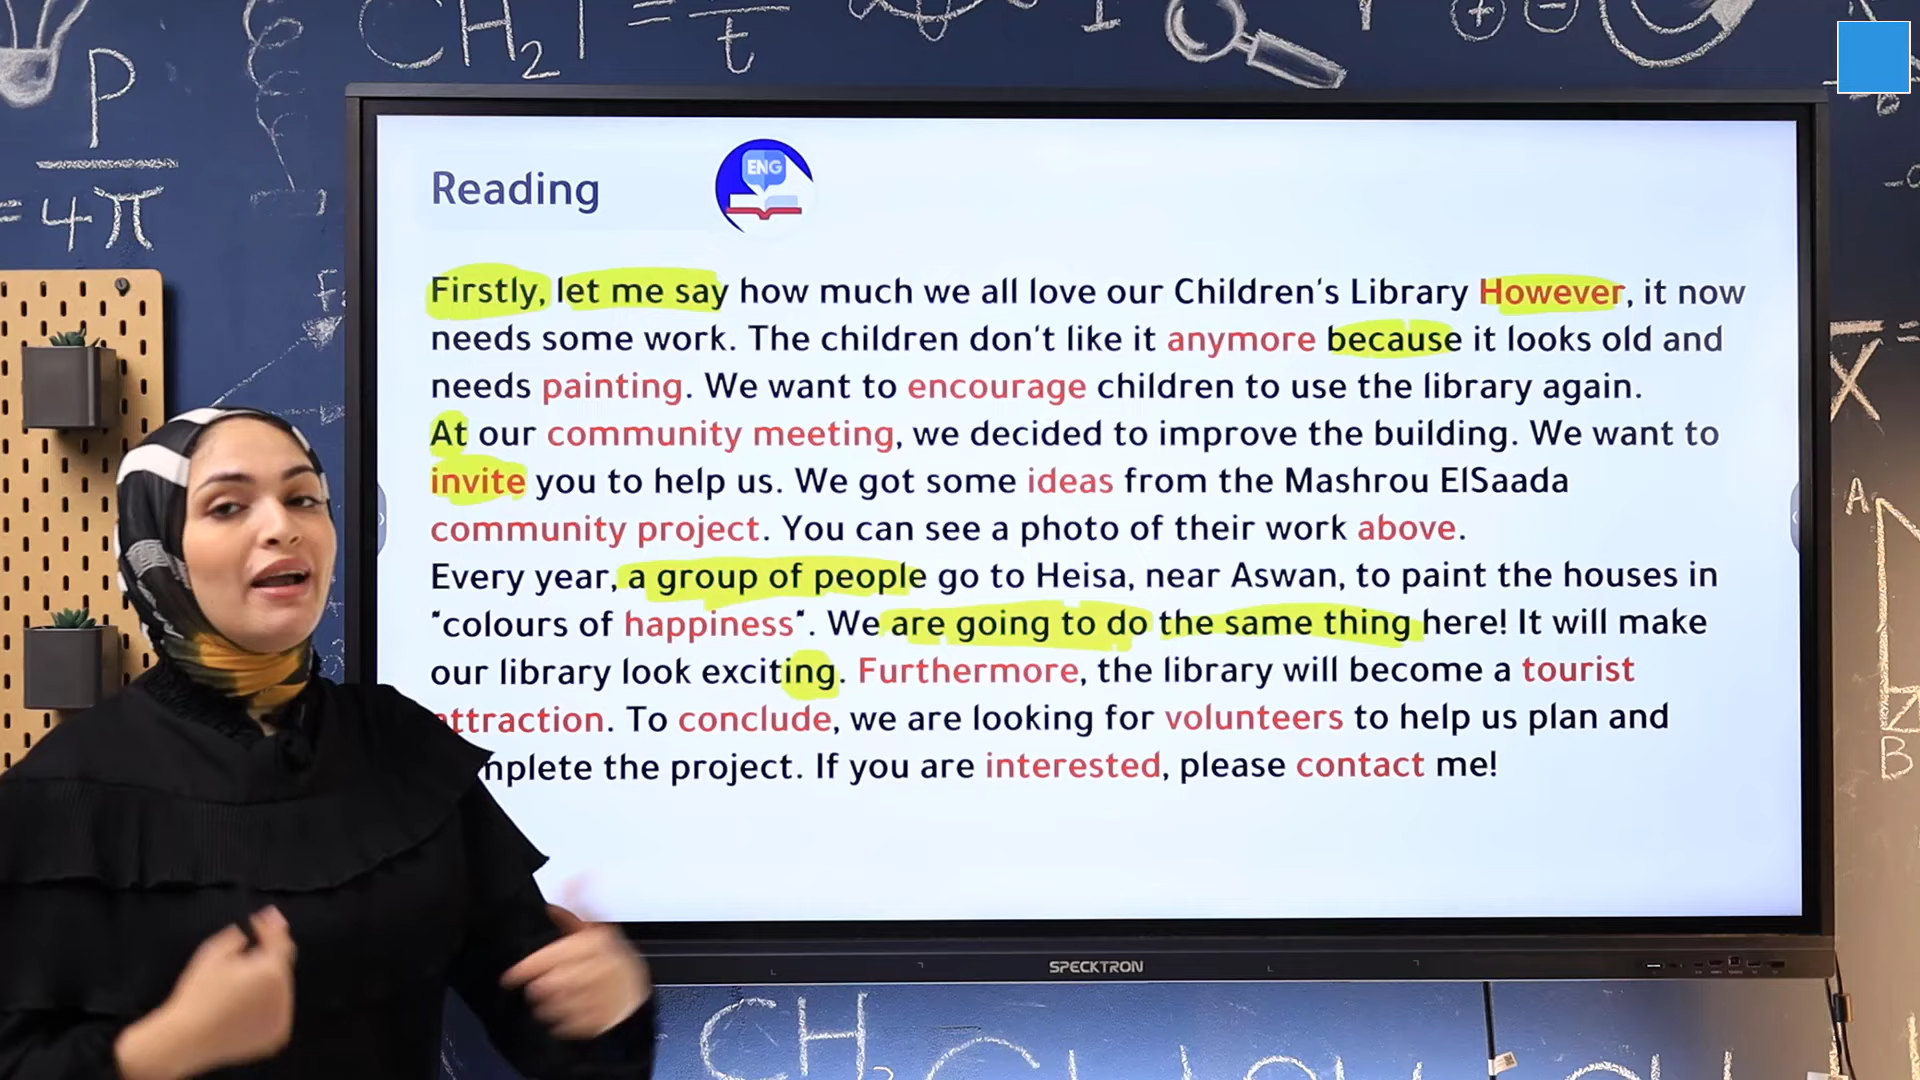 P
= 4π
CH2
= t
Reading
ENG
Firstly, let me say how much we all love our Children's Library However, it now
needs some work. The children don't like it anymore because it looks old and
needs painting. We want to encourage children to use the library again.
At our community meeting, we decided to improve the building. We want to
invite you to help us. We got some ideas from the Mashrou ElSaada
community project. You can see a photo of their work above.
Every year, a group of people go to Heisa, near Aswan, to paint the houses in
"colours of happiness". We are going to do the same thing here! It will make
our library look exciting. Furthermore, the library will become a tourist
attraction. To conclude, we are looking for volunteers to help us plan and
the project. If you are interested, please contact me!
X
A
B
SPECKTRON
CH2